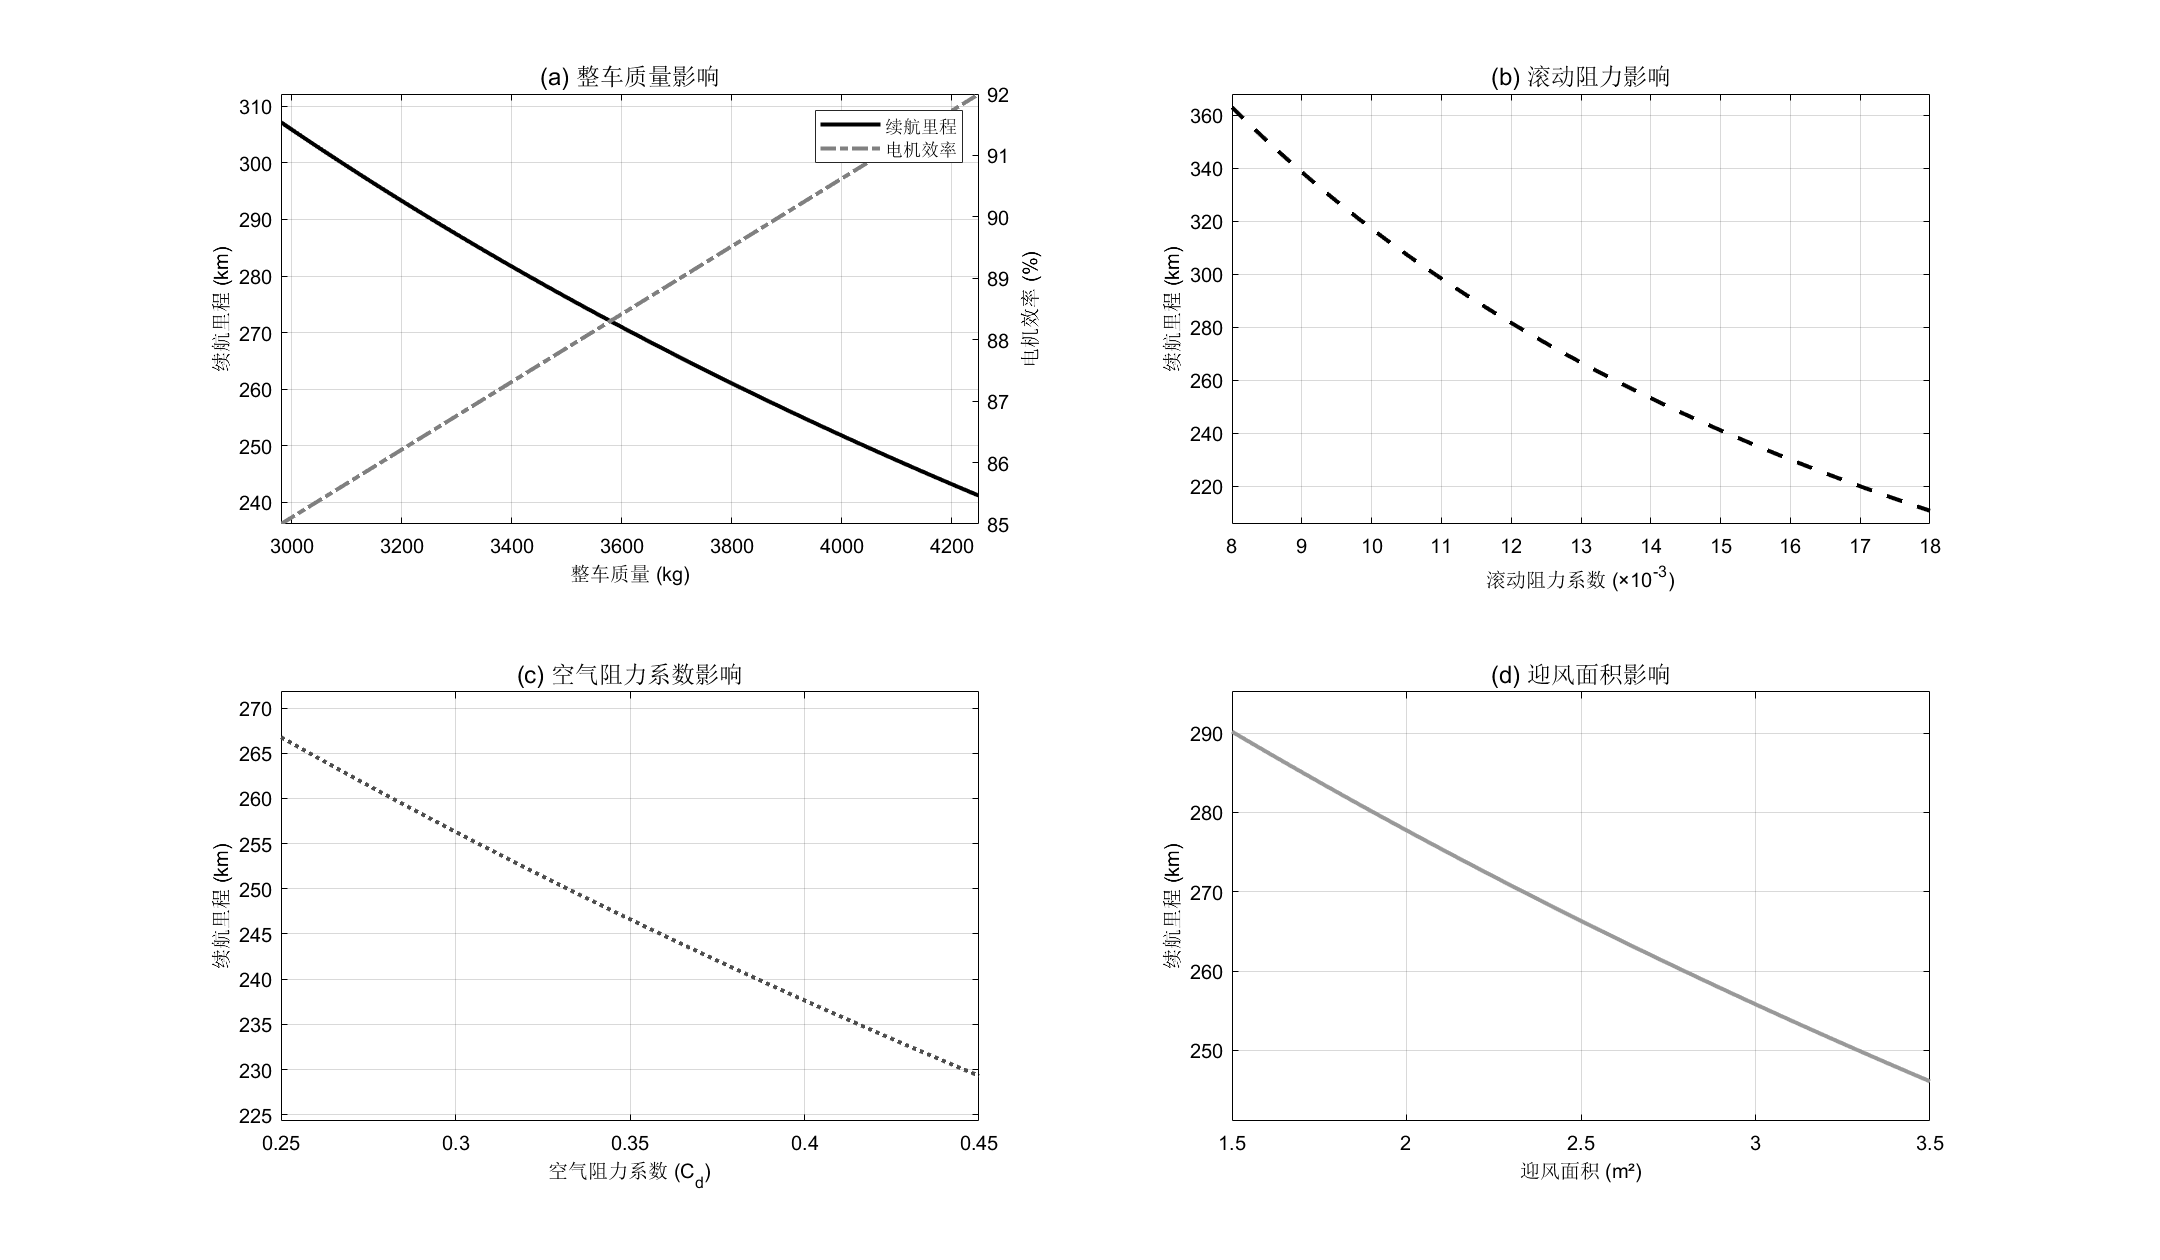 (a) 整车质量影响
310
300
290
280
270
260
250
240
续航里程 (km)
92
91
90
89
88
87
86
85
电机效率 (%)
续航里程
电机效率
3000 3200 3400 3600 3800 4000 4200
整车质量 (kg)
(b) 滚动阻力影响
360
340
320
300
280
260
240
220
续航里程 (km)
8 9 10 11 12 13 14 15 16 17 18
滚动阻力系数 (×10⁻³)
(c) 空气阻力系数影响
270
265
260
255
250
245
240
235
230
225
续航里程 (km)
0.25 0.3 0.35 0.4 0.45
空气阻力系数 (C_d)
(d) 迎风面积影响
290
280
270
260
250
续航里程 (km)
1.5 2 2.5 3 3.5
迎风面积 (m²)